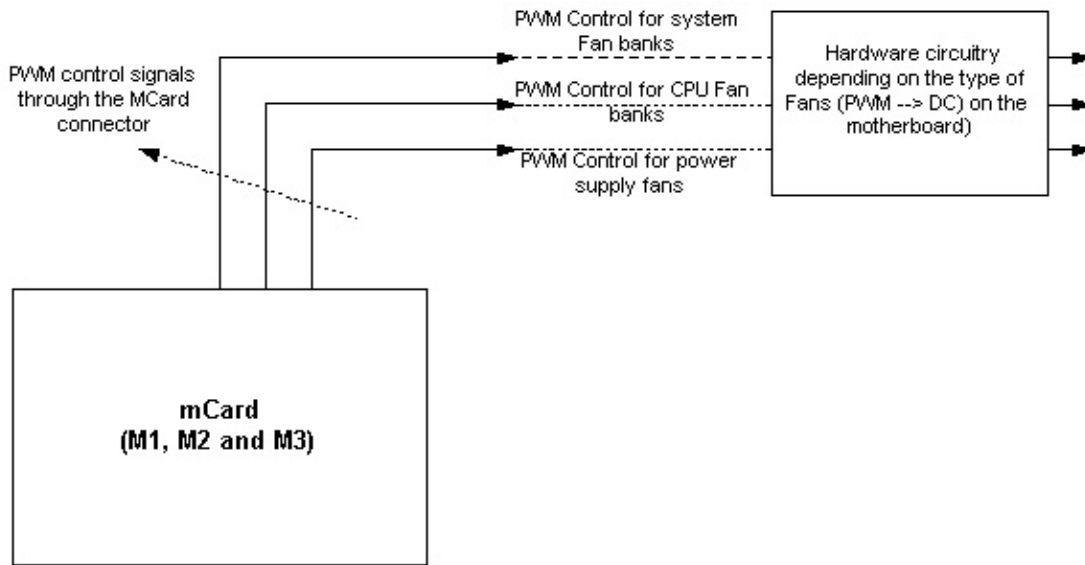 PWM Control for system
Fan banks
Hardware circuitry
depending on the type of
Fans (PWM --> DC) on the
motherboard)
PWM control signals
through the MCard
connector
PWM Control for CPU Fan
banks
PWM Control for power
supply fans
mCard
(M1, M2 and M3)